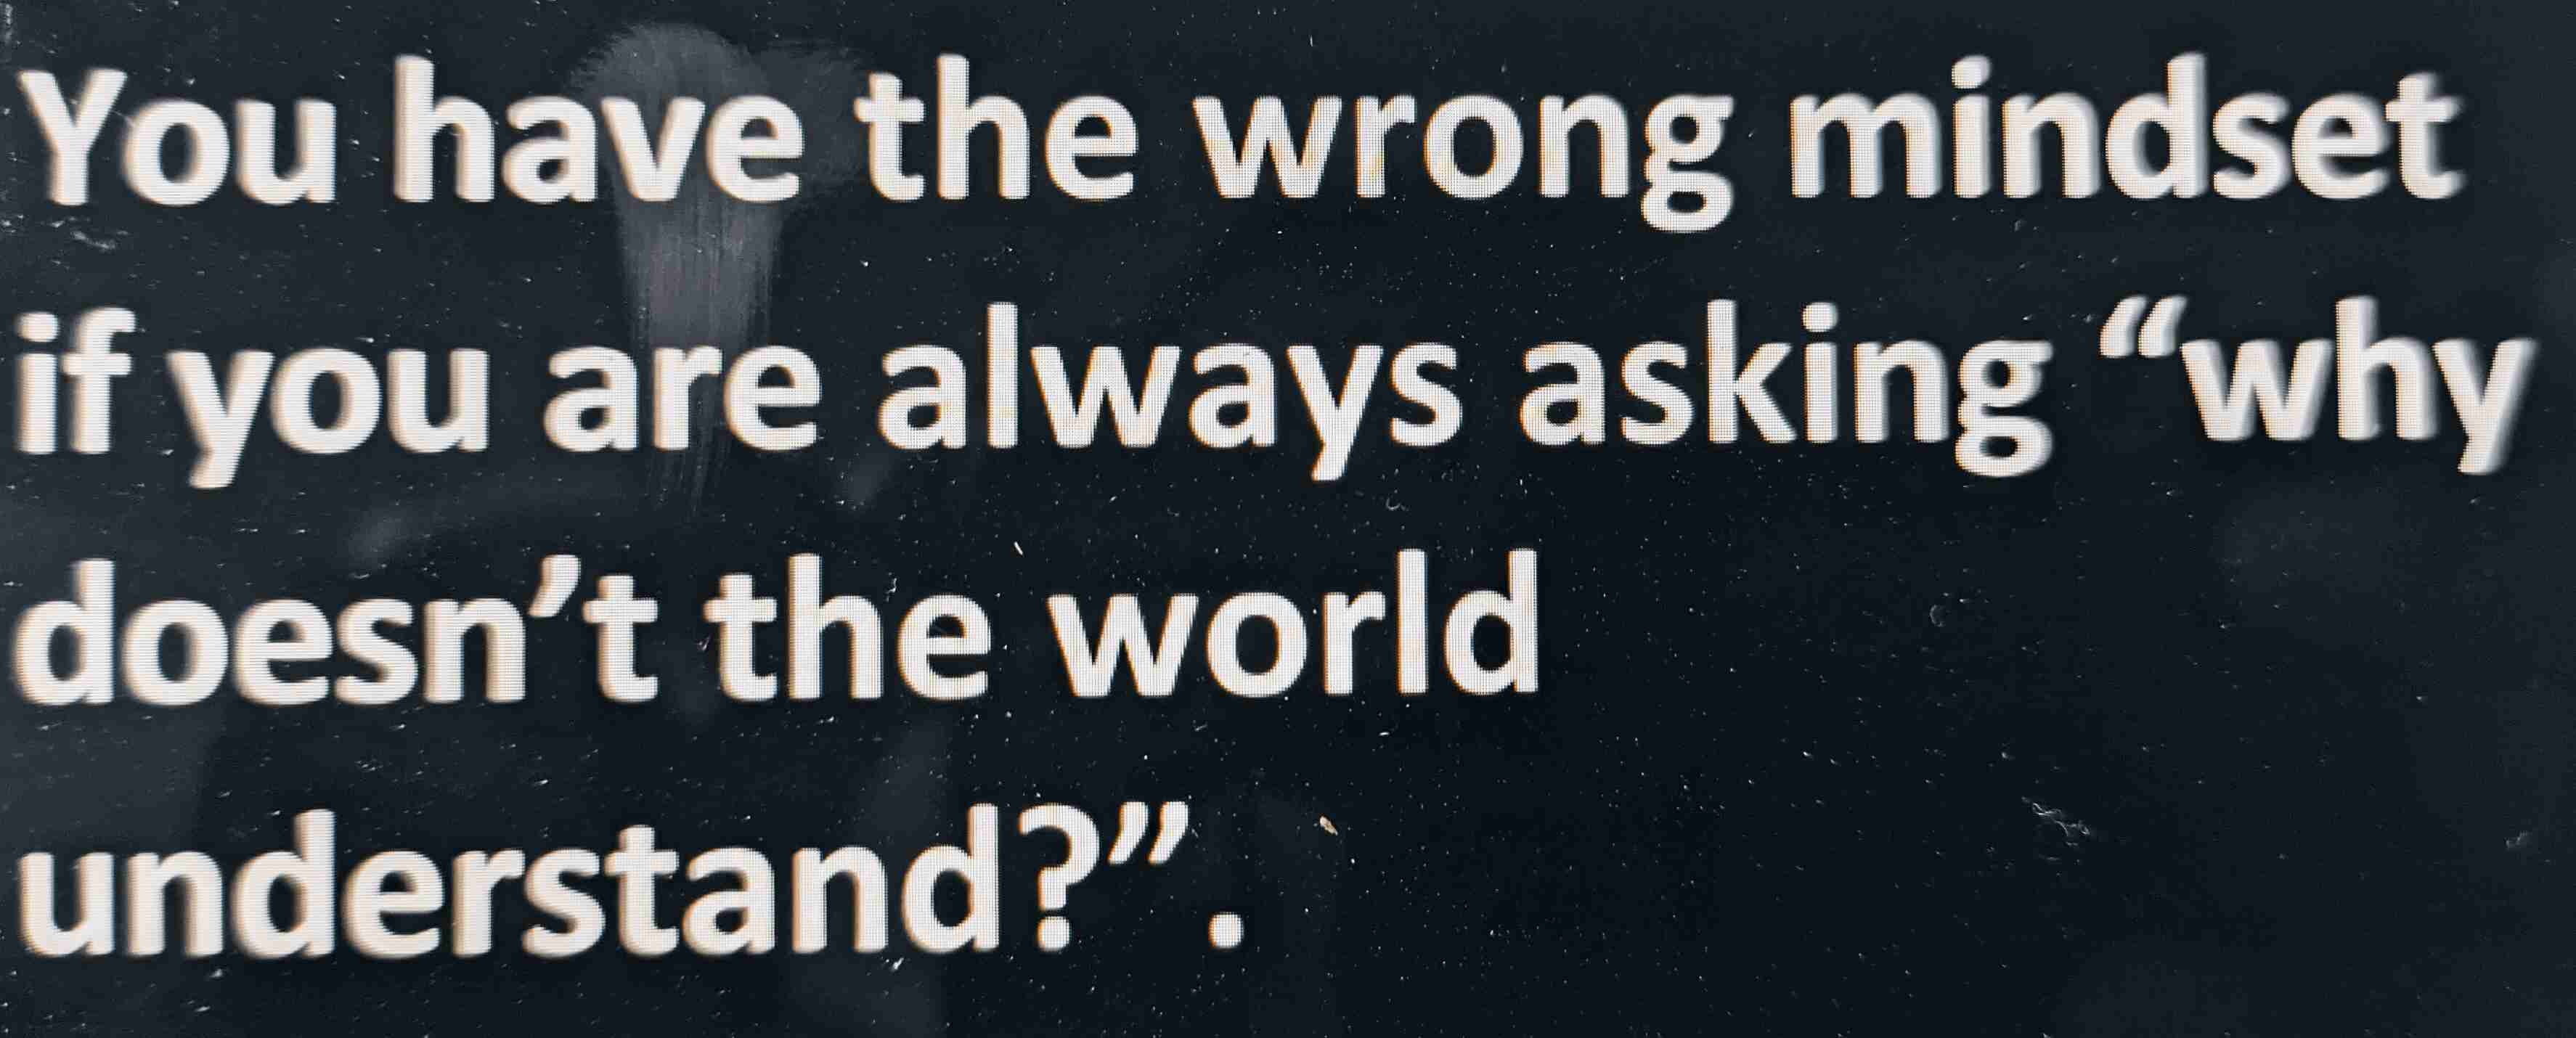 You have the wrong mindset
if you are always asking “why
doesn’t the world
understand?”.